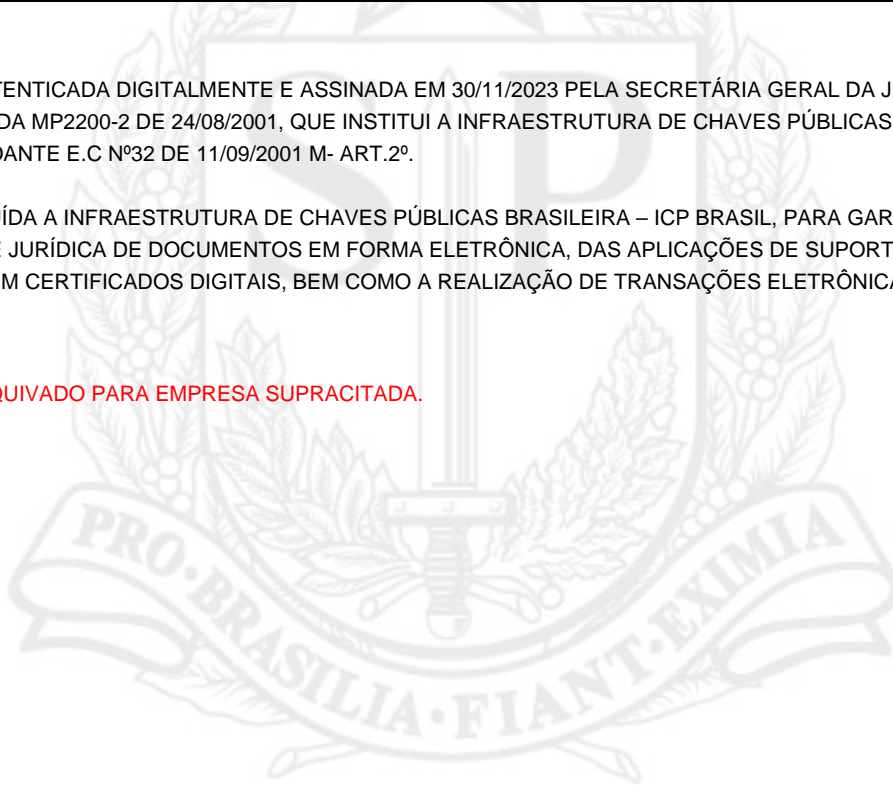 TENTICADA DIGITALMENTE E ASSINADA EM 30/11/2023 PELA SECRETÁRIA GERAL DA J
DA MP2200-2 DE 24/08/2001, QUE INSTITUI A INFRAESTRUTURA DE CHAVES PÚBLICAS
DANTE E.C Nº32 DE 11/09/2001 M- ART.2º.
ÍDA A INFRAESTRUTURA DE CHAVES PÚBLICAS BRASILEIRA – ICP BRASIL, PARA GAR
E JURÍDICA DE DOCUMENTOS EM FORMA ELETRÔNICA, DAS APLICAÇÕES DE SUPORT
M CERTIFICADOS DIGITAIS, BEM COMO A REALIZAÇÃO DE TRANSAÇÕES ELETRÔNICA
QUIVADO PARA EMPRESA SUPRACITADA.
SP
PRO·BRASILIA·FIANT·EXIMIA